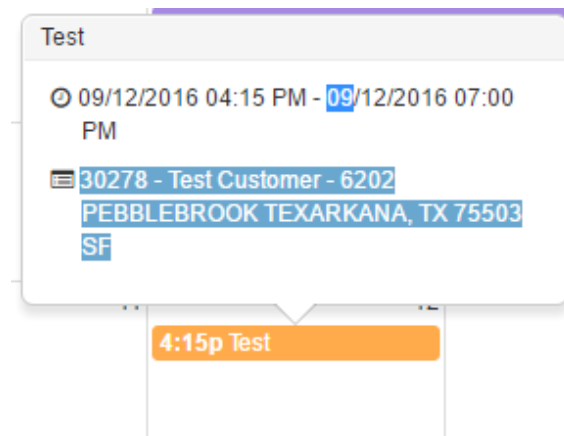 Test
09/12/2016 04:15 PM - 09/12/2016 07:00
PM
30278 - Test Customer - 6202
PEBBLEBROOK TEXARKANA, TX 75503
SF
4:15p Test